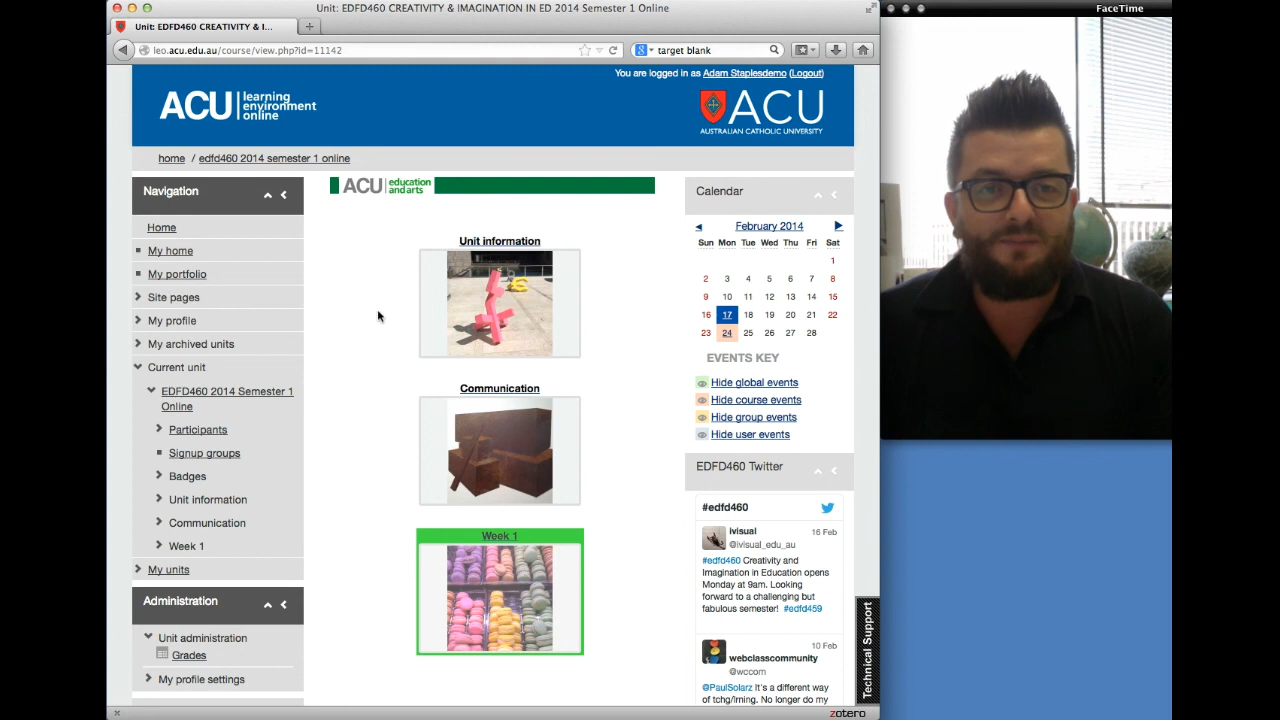 Unit: EDFD460 CREATIVITY & IMAGINATION IN ED 2014 Semester 1 Online
FaceTime
Unit: EDFD460 CREATIVITY & I...
leo.acu.edu.au/course/view.php?id=11142
target blank
You are logged in as Adam Staplesdemo (Logout)
ACU learning environment online
ACU
AUSTRALIAN CATHOLIC UNIVERSITY
home / edfd460 2014 semester 1 online
Navigation
Home
My home
My portfolio
Site pages
My profile
My archived units
Current unit
EDFD460 2014 Semester 1
Online
Participants
Signup groups
Badges
Unit information
Communication
Week 1
My units
Administration
Unit administration
Grades
My profile settings
ACU education and arts
Unit information
Communication
Week 1
Calendar
February 2014
Sun Mon Tue Wed Thu Fri Sat
1
2 3 4 5 6 7 8
9 10 11 12 13 14 15
16 17 18 19 20 21 22
23 24 25 26 27 28
EVENTS KEY
Hide global events
Hide course events
Hide group events
Hide user events
EDFD460 Twitter
#edfd460
ivisual 16 Feb
@ivisual_edu_au
#edfd460 Creativity and
Imagination in Education opens
Monday at 9am. Looking
forward to a challenging but
fabulous semester! #edfd459
10 Feb
webclasscommunity
@wccom
@PaulSolarz It's a different way
of tchg/lrning. No longer do my
Technical Support
zotero